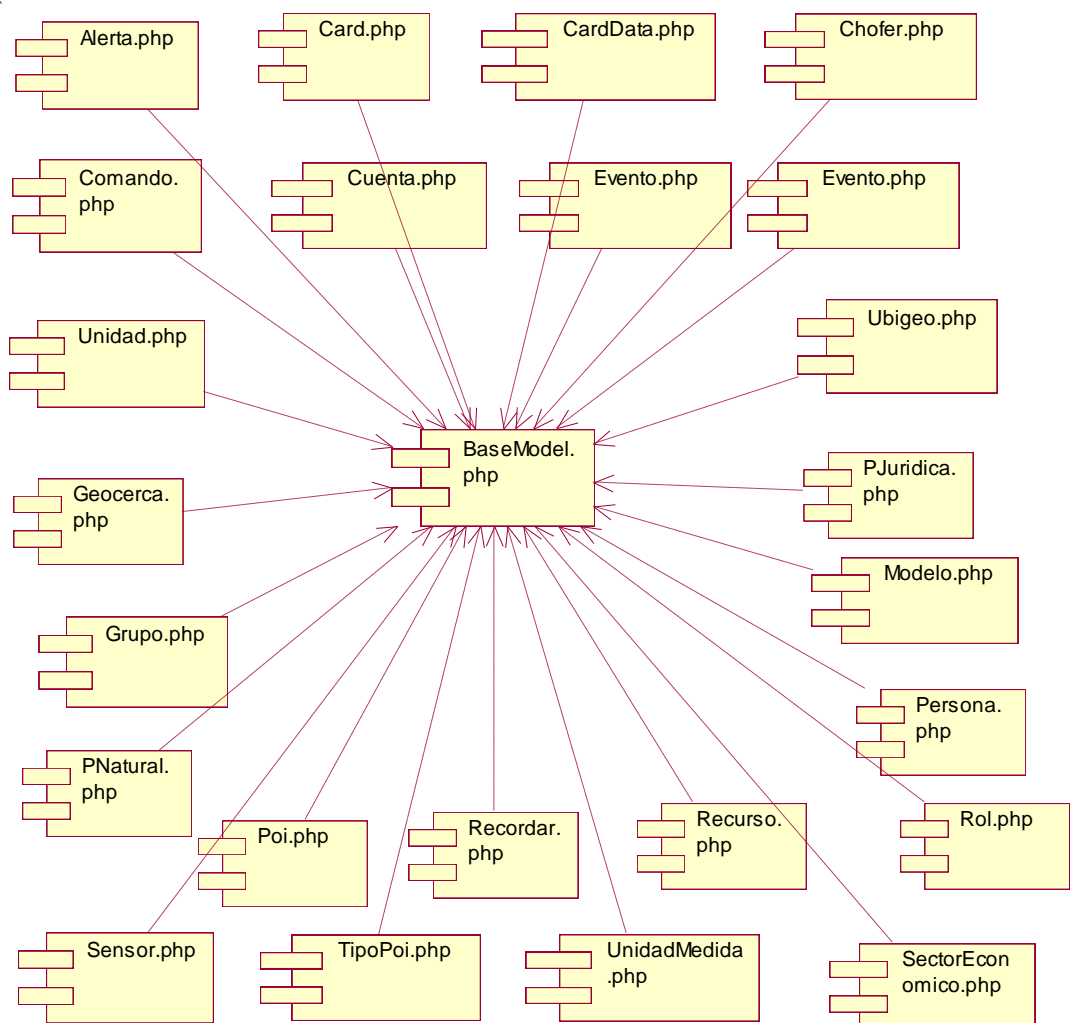 Alerta.php
Card.php
CardData.php
Chofer.php
Comando.
php
Cuenta.php
Evento.php
Evento.php
Unidad.php
Ubigeo.php
BaseModel.
php
Geocerca.
php
PJuridica.
php
Modelo.php
Grupo.php
Persona.
php
PNatural.
php
Poi.php
Recordar.
php
Recurso.
php
Rol.php
Sensor.php
TipoPoi.php
UnidadMedida
.php
SectorEcon
omico.php